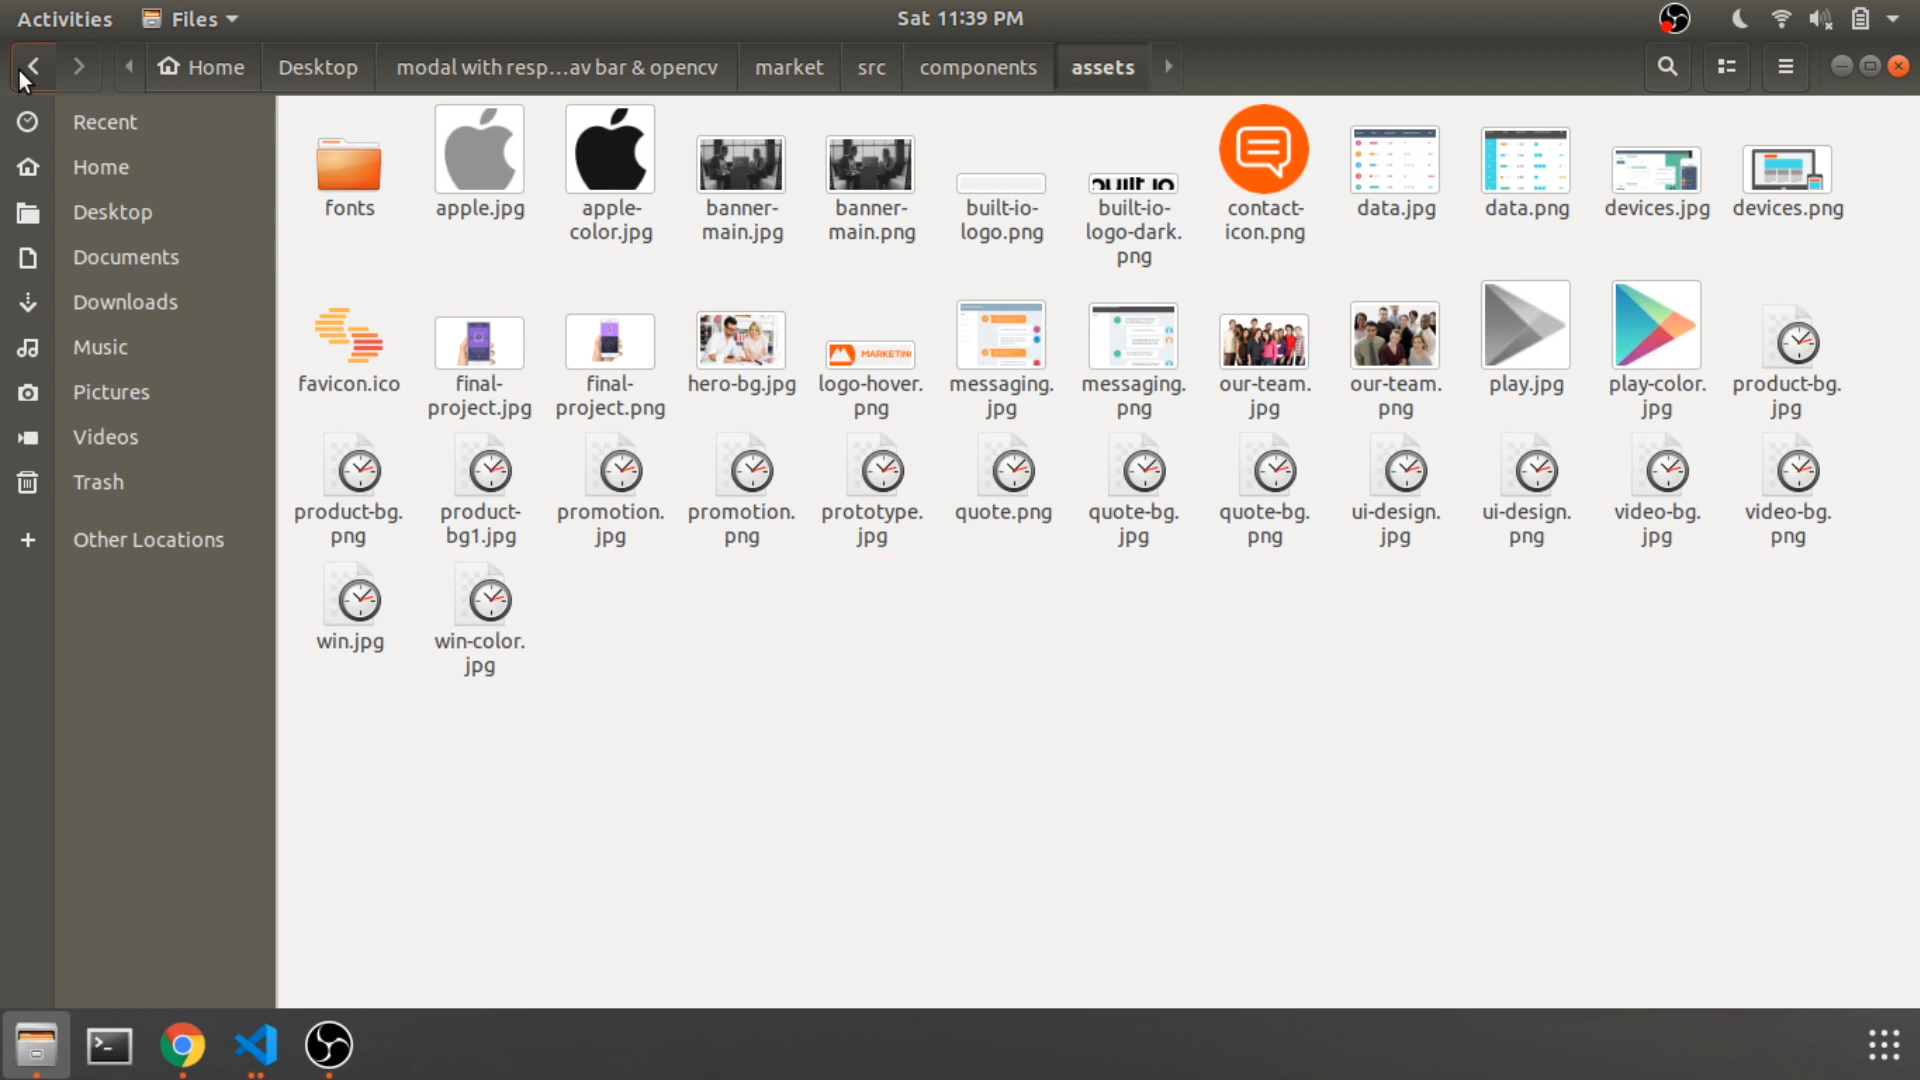 Activities
Files
Sat 11:39 PM
Home
Desktop
modal with resp...av bar & opencv
market
src
components
assets
Recent
Home
Desktop
Documents
Downloads
Music
Pictures
Videos
Trash
Other Locations
fonts
apple.jpg
apple-
color.jpg
banner-
main.jpg
banner-
main.png
built-io-
logo.png
built-io-
logo-dark.
png
contact-
icon.png
data.jpg
data.png
devices.jpg
devices.png
favicon.ico
final-
project.jpg
final-
project.png
hero-bg.jpg
MARKETIN
logo-hover.
png
messaging.
jpg
messaging.
png
our-team.
jpg
our-team.
png
play.jpg
play-color.
jpg
product-bg.
jpg
product-bg.
png
product-
bg1.jpg
promotion.
jpg
promotion.
png
prototype.
jpg
quote.png
quote-bg.
jpg
quote-bg.
png
ui-design.
jpg
ui-design.
png
video-bg.
jpg
video-bg.
png
win.jpg
win-color.
jpg